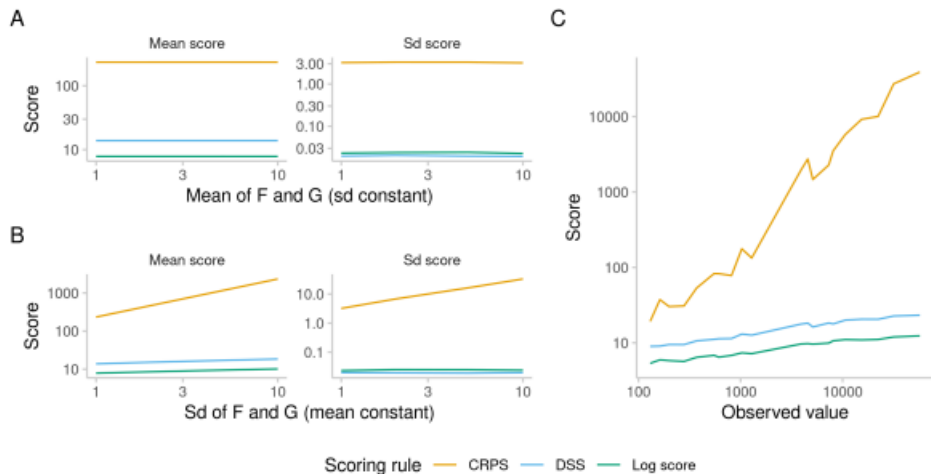 A
Mean score
Sd score
Score
100
30
10
3.00
1.00
0.30
0.10
0.03
1 3 10
1 3 10
Mean of F and G (sd constant)
B
Mean score
Sd score
Score
1000
100
10
10.0
1.0
0.1
1 3 10
1 3 10
Sd of F and G (mean constant)
C
Score
10000
1000
100
10
100 1000 10000
Observed value
Scoring rule CRPS DSS Log score